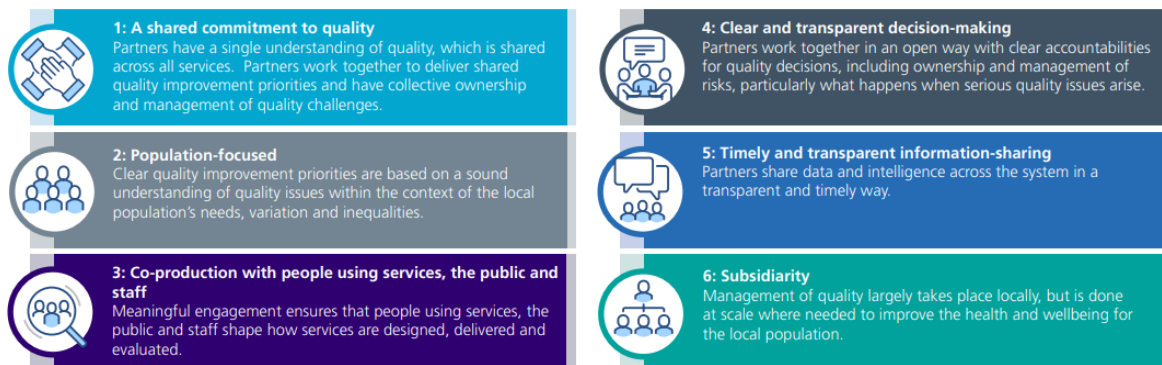 1: A shared commitment to quality
Partners have a single understanding of quality, which is shared
across all services. Partners work together to deliver shared
quality improvement priorities and have collective ownership
and management of quality challenges.
2: Population-focused
Clear quality improvement priorities are based on a sound
understanding of quality issues within the context of the local
population's needs, variation and inequalities.
3: Co-production with people using services, the public and
staff
Meaningful engagement ensures that people using services, the
public and staff shape how services are designed, delivered and
evaluated.
4: Clear and transparent decision-making
Partners work together in an open way with clear accountabilities
for quality decisions, including ownership and management of
risks, particularly what happens when serious quality issues arise.
5: Timely and transparent information-sharing
Partners share data and intelligence across the system in a
transparent and timely way.
6: Subsidiarity
Management of quality largely takes place locally, but is done
at scale where needed to improve the health and wellbeing for
the local population.